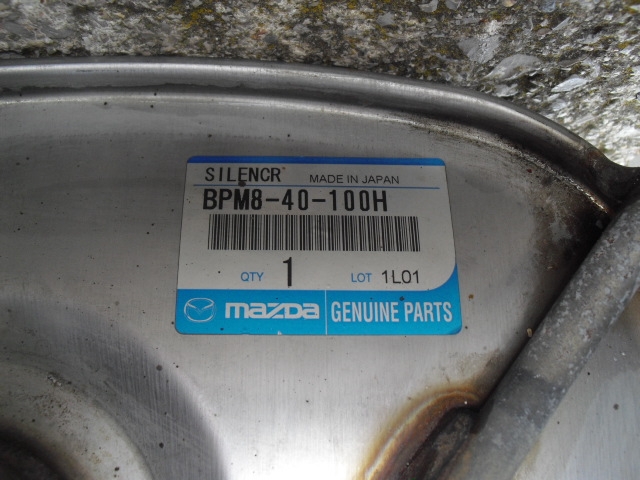 SILENCR MADE IN JAPAN
BPM8-40-100H
QTY 1 LOT 1L01
mazda GENUINE PARTS